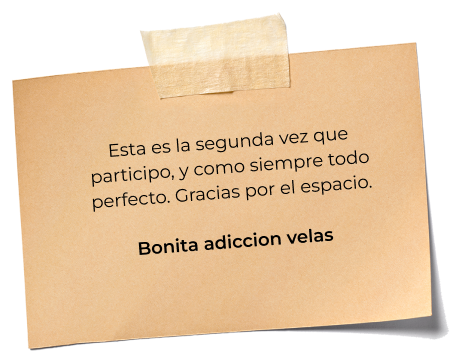 Esta es la segunda vez que
participo, y como siempre todo
perfecto. Gracias por el espacio.
Bonita adiccion velas